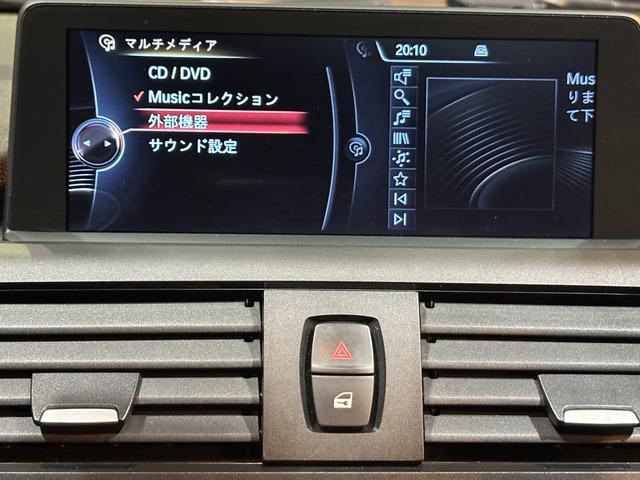 マルチメディア
20:10
CD / DVD
Musicコレクション
外部機器
サウンド設定
Mus
りま
て下